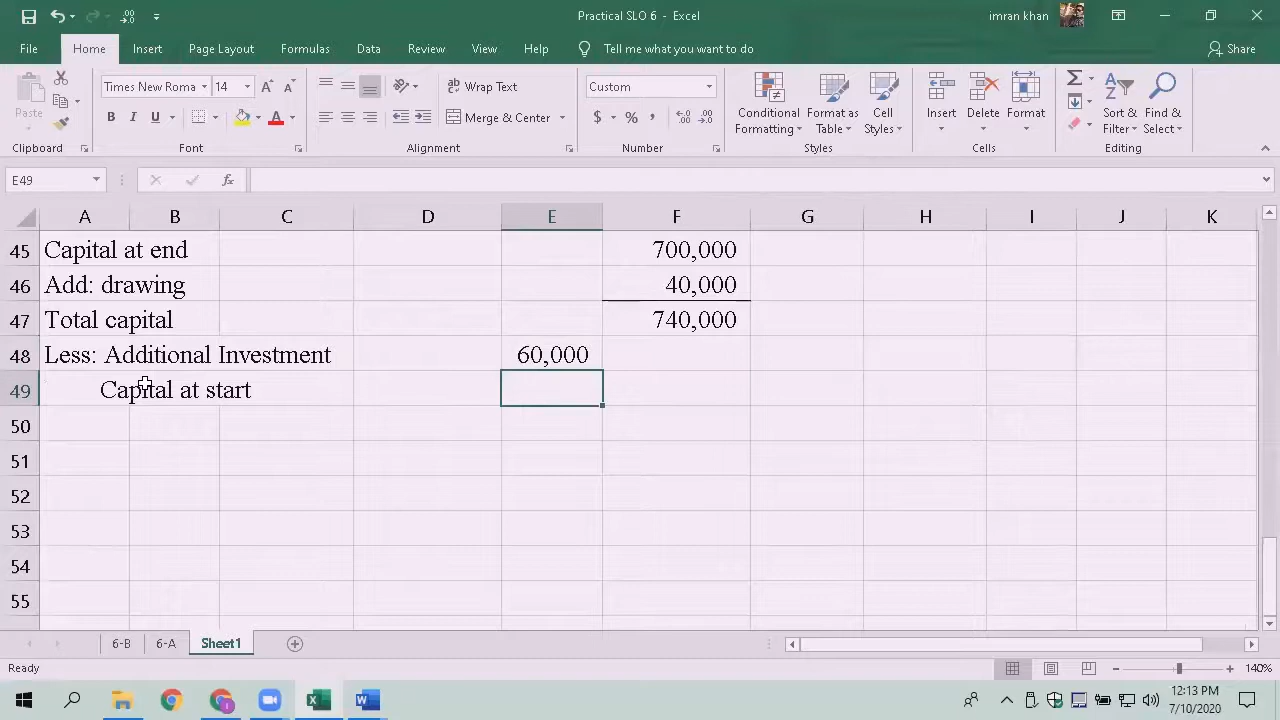 Practical SLO 6 - Excel
imran khan
File Home Insert Page Layout Formulas Data Review View Help Tell me what you want to do Share
Paste
Times New Roma 14
B I U
Wrap Text
Merge & Center
Custom
$ % ,
Conditional Formatting
Format as Table
Cell Styles
Insert Delete Format
Sort & Filter
Find & Select
Clipboard Font Alignment Number Styles Cells Editing
E49 fx
A B C D E F G H I J K
45 Capital at end 700,000
46 Add: drawing 40,000
47 Total capital 740,000
48 Less: Additional Investment 60,000
49 Capital at start
50
51
52
53
54
55
6-B 6-A Sheet1
Ready 140%
12:13 PM
7/10/2020